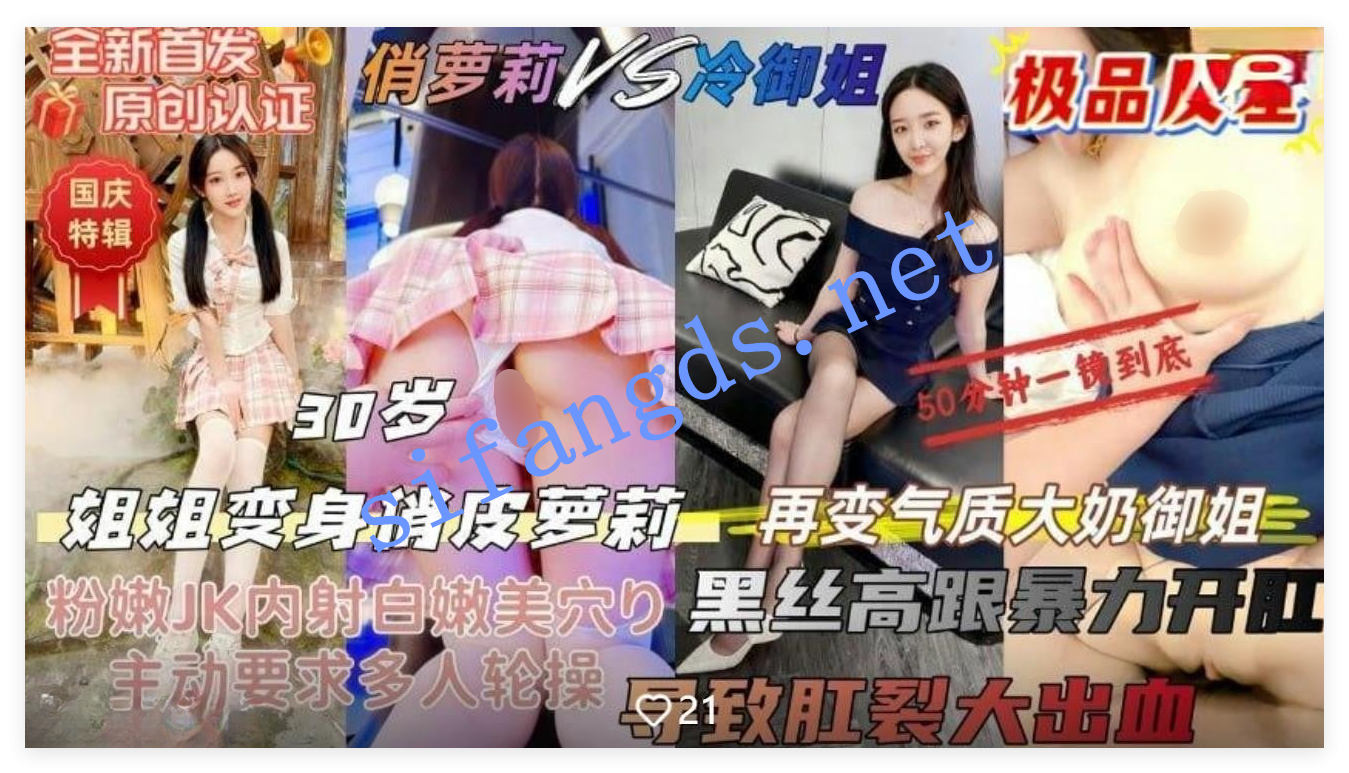 全新首发
原创认证
国庆
特辑
俏萝莉VS冷御姐
极品
50分钟一镜到底
30岁
姐姐变身俏皮萝莉
再变气质大奶御姐
粉嫩JK内射白嫩美穴り
主动要求多人轮操
黑丝高跟暴力开肛
导致肛裂大出血
sifangds.net
21